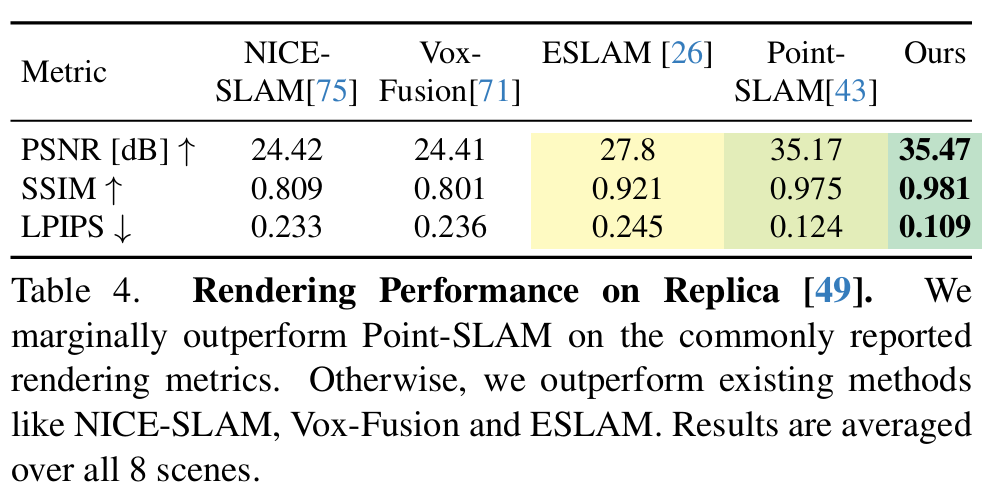 Metric NICE-SLAM[75] Vox-Fusion[71] ESLAM [26] Point-SLAM[43] Ours
PSNR [dB] ↑ 24.42 24.41 27.8 35.17 35.47
SSIM ↑ 0.809 0.801 0.921 0.975 0.981
LPIPS ↓ 0.233 0.236 0.245 0.124 0.109
Table 4. Rendering Performance on Replica [49]. We
marginally outperform Point-SLAM on the commonly reported
rendering metrics. Otherwise, we outperform existing methods
like NICE-SLAM, Vox-Fusion and ESLAM. Results are averaged
over all 8 scenes.